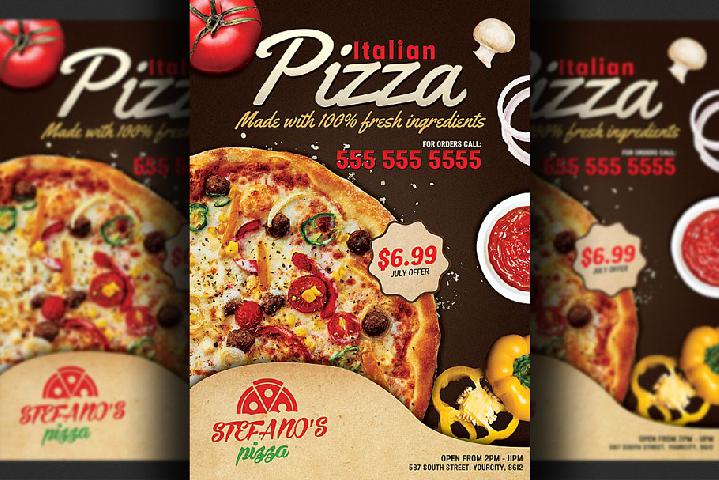 Italian
Pizza
Made with 100% fresh ingredients
FOR ORDERS CALL:
555 555 5555
$6.99
JULY OFFER
STEFANO'S
pizza
OPEN FROM 2PM - 11PM
537 SOUTH STREET, YOURCITY, 8612